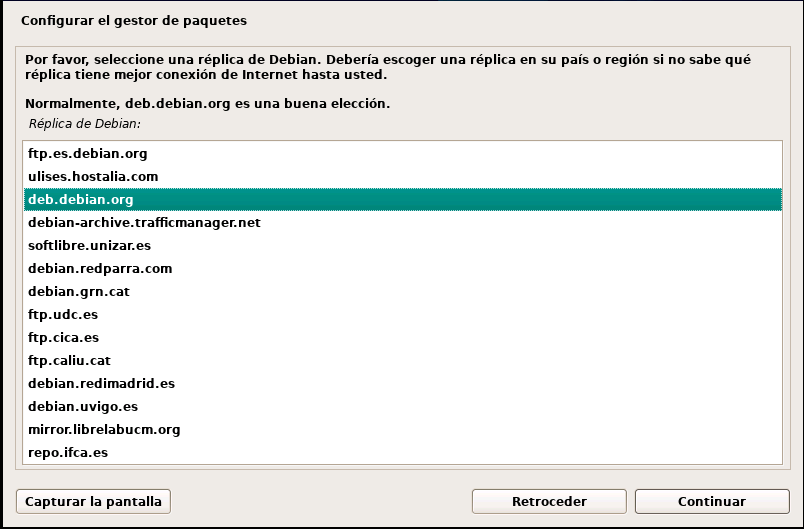 Configurar el gestor de paquetes
Por favor, seleccione una réplica de Debian. Debería escoger una réplica en su país o región si no sabe qué
réplica tiene mejor conexión de Internet hasta usted.
Normalmente, deb.debian.org es una buena elección.
Réplica de Debian:
ftp.es.debian.org
ulises.hostalia.com
deb.debian.org
debian-archive.trafficmanager.net
softlibre.unizar.es
debian.redparra.com
debian.grn.cat
ftp.udc.es
ftp.cica.es
ftp.caliu.cat
debian.redimadrid.es
debian.uvigo.es
mirror.librelabucm.org
repo.ifca.es
Capturar la pantalla
Retroceder
Continuar